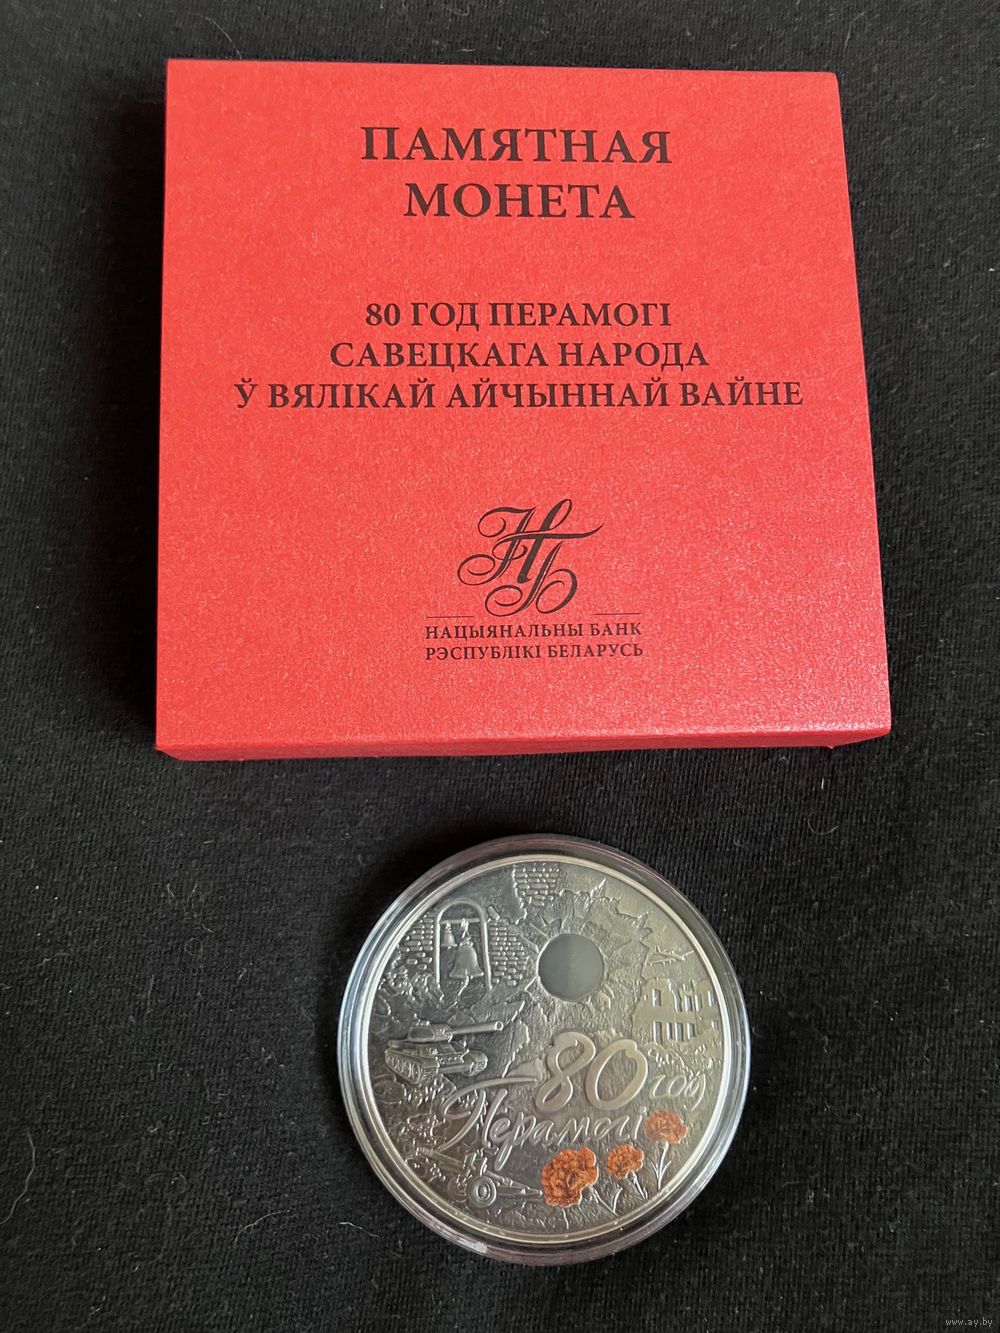 ПАМЯТНАЯ
МОНЕТА
80 ГОД ПЕРАМОГІ
САВЕЦКАГА НАРОДА
Ў ВЯЛІКАЙ АЙЧЫННАЙ ВАЙНЕ
НБ
НАЦЫЯНАЛЬНЫ БАНК
РЭСПУБЛІКІ БЕЛАРУСЬ
80 год
Перамогі
www.ay.by